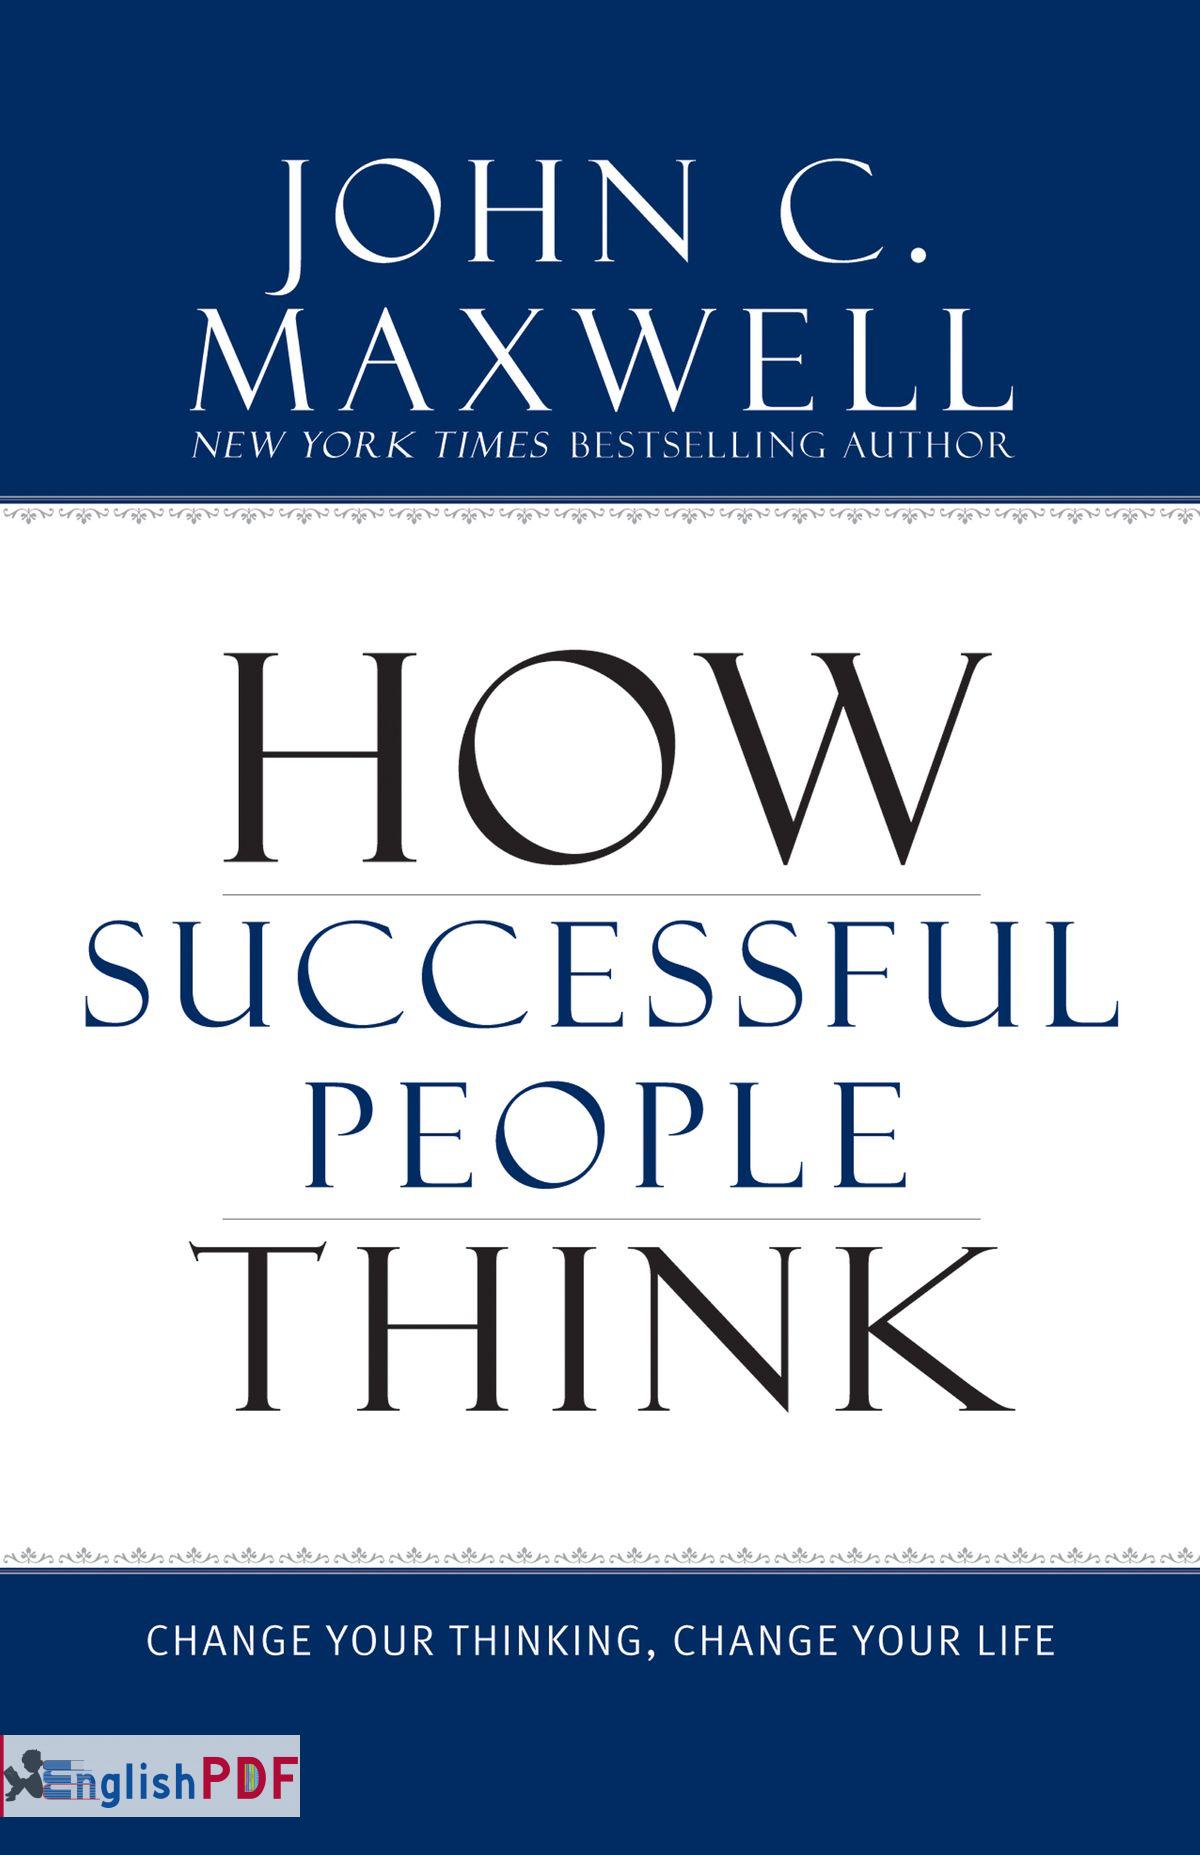 JOHN C.
MAXWELL
NEW YORK TIMES BESTSELLING AUTHOR
HOW
SUCCESSFUL
PEOPLE
THINK
CHANGE YOUR THINKING, CHANGE YOUR LIFE
EnglishPDF